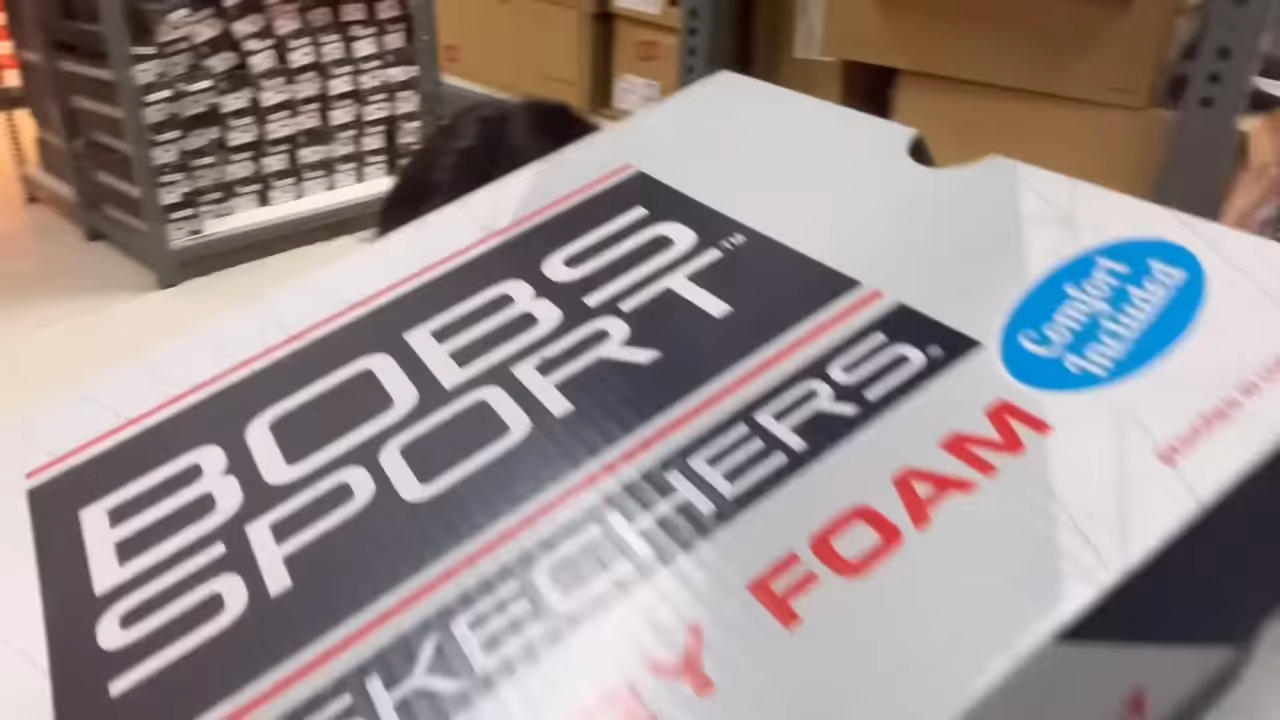 BOBS
SPORT™
SKECHERS®
FOAM
Comfort
Included